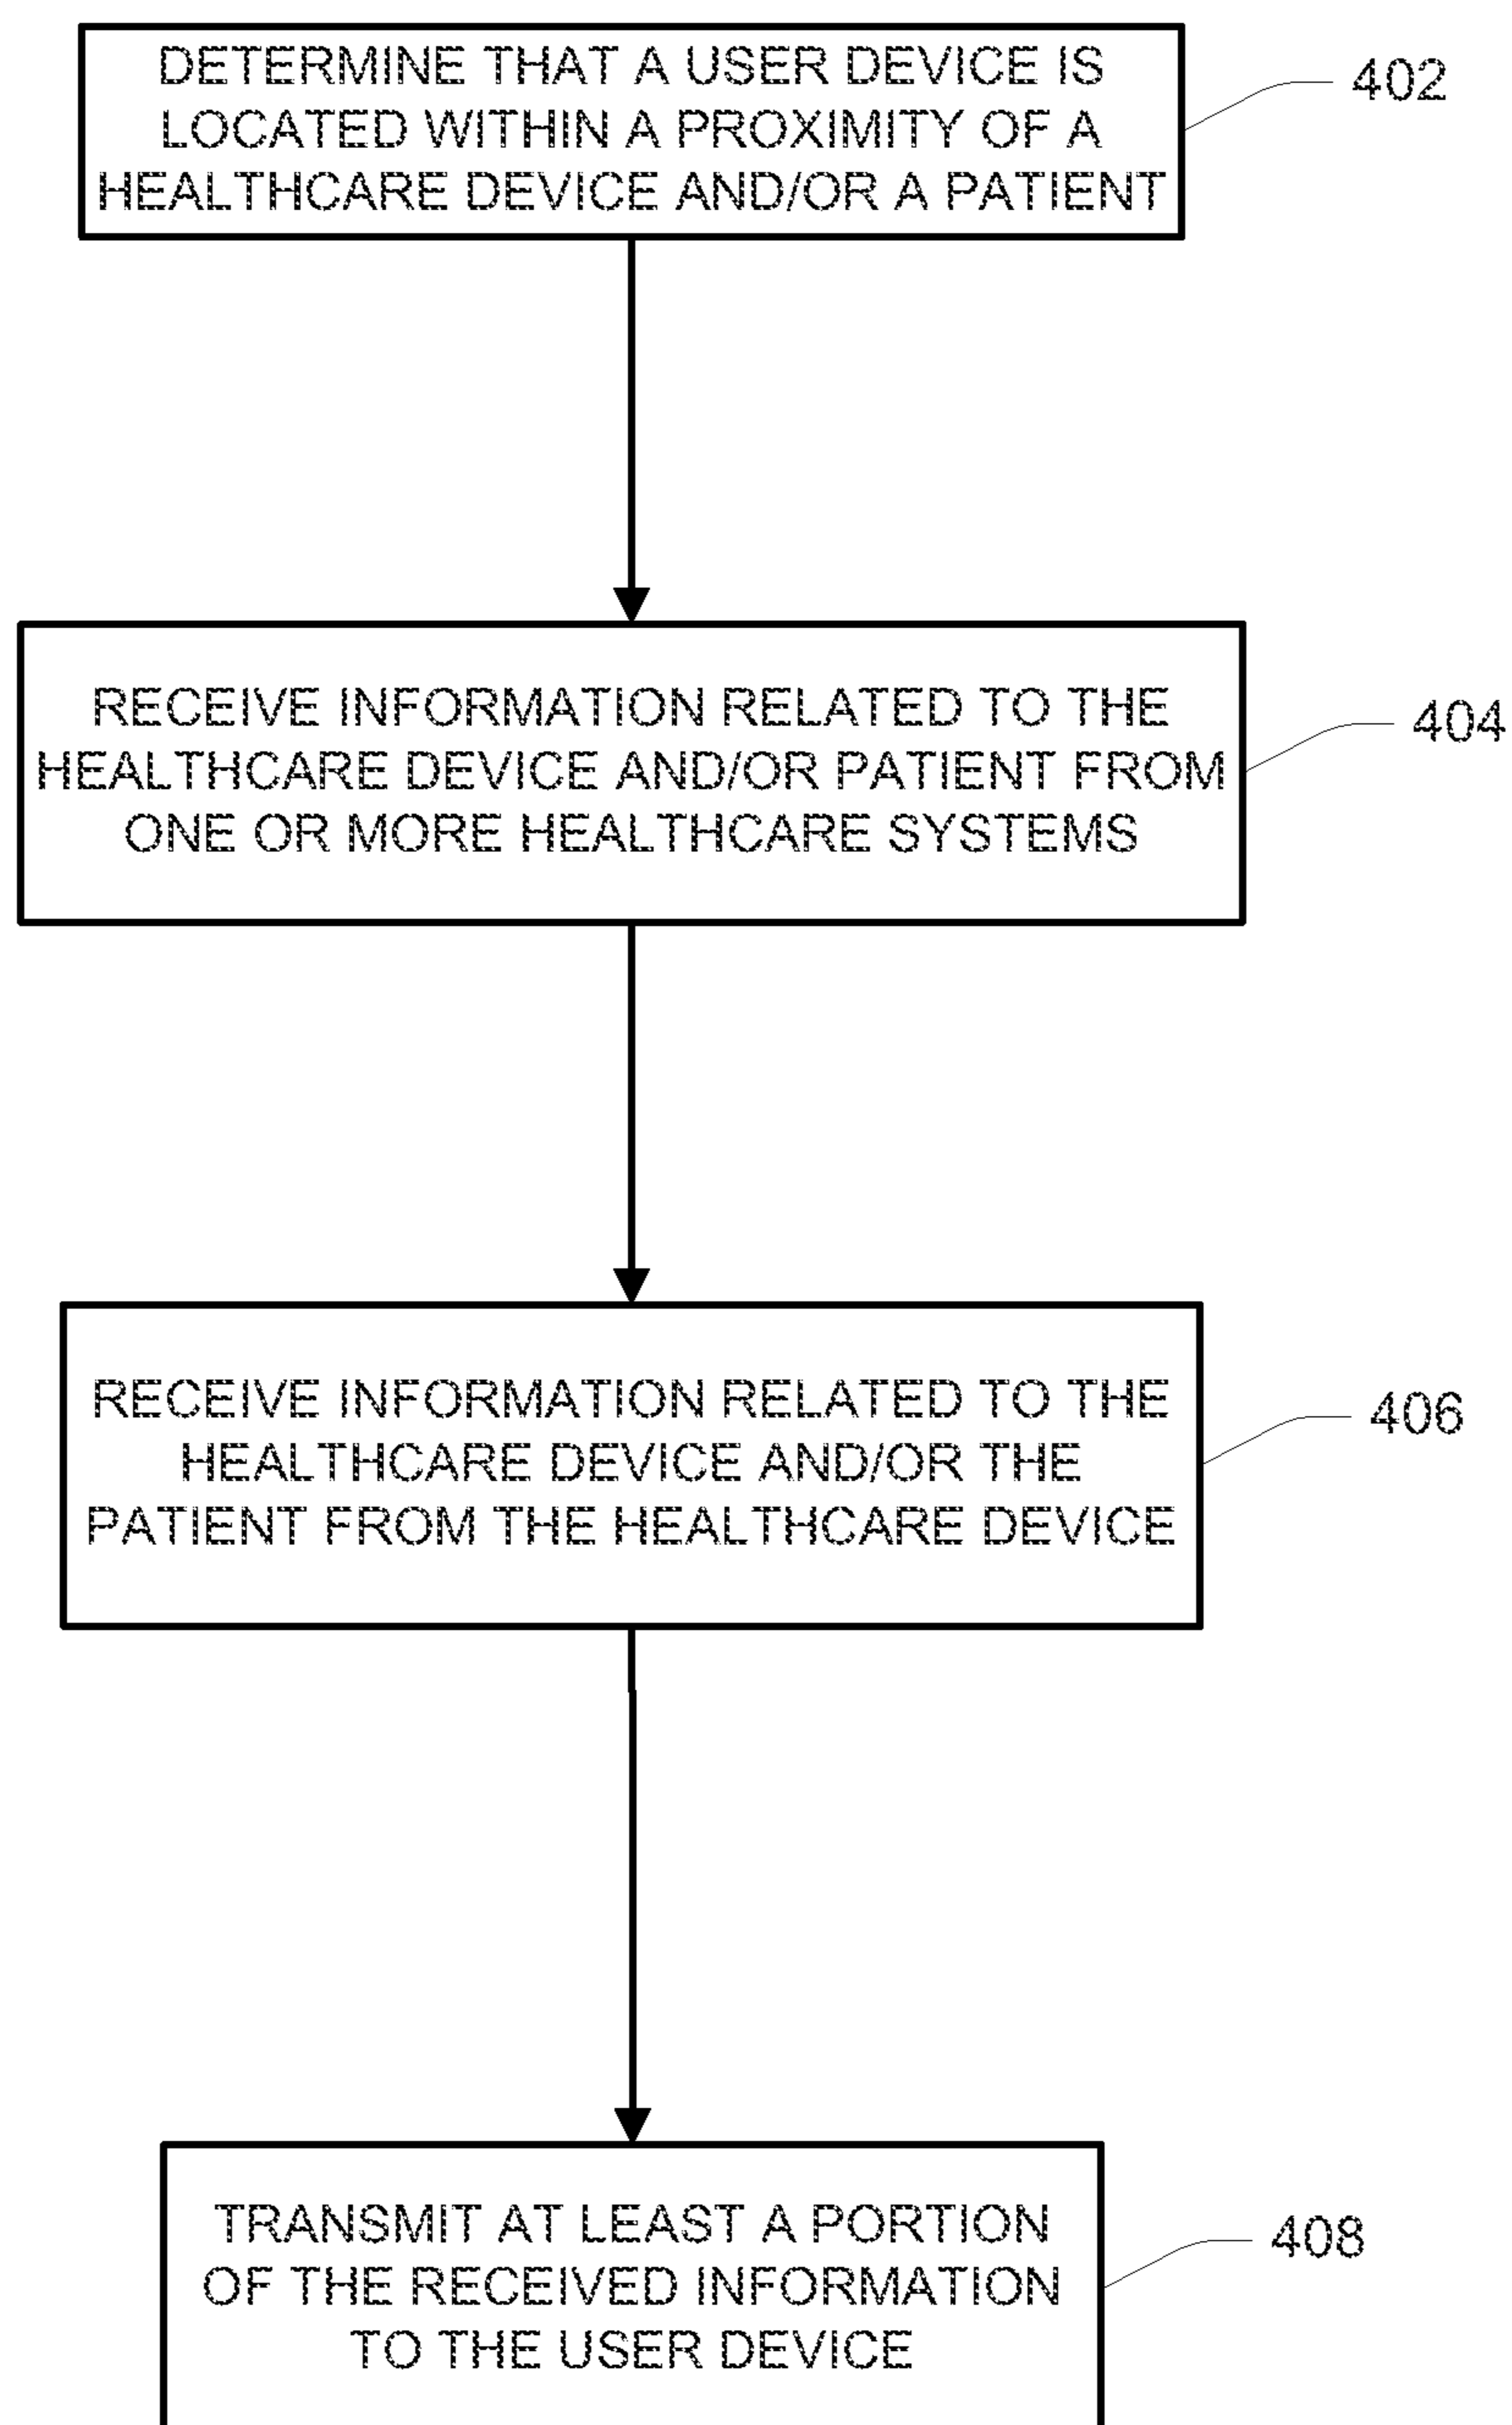 DETERMINE THAT A USER DEVICE IS
LOCATED WITHIN A PROXIMITY OF A
HEALTHCARE DEVICE AND/OR A PATIENT
402
RECEIVE INFORMATION RELATED TO THE
HEALTHCARE DEVICE AND/OR PATIENT FROM
ONE OR MORE HEALTHCARE SYSTEMS
404
RECEIVE INFORMATION RELATED TO THE
HEALTHCARE DEVICE AND/OR THE
PATIENT FROM THE HEALTHCARE DEVICE
406
TRANSMIT AT LEAST A PORTION
OF THE RECEIVED INFORMATION
TO THE USER DEVICE
408